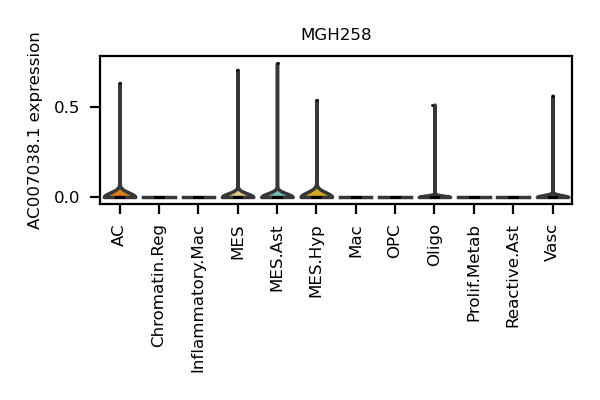 MGH258
AC007038.1 expression
0.5
0.0
AC
Chromatin.Reg
Inflammatory.Mac
MES
MES.Ast
MES.Hyp
Mac
OPC
Oligo
Prolif.Metab
Reactive.Ast
Vasc